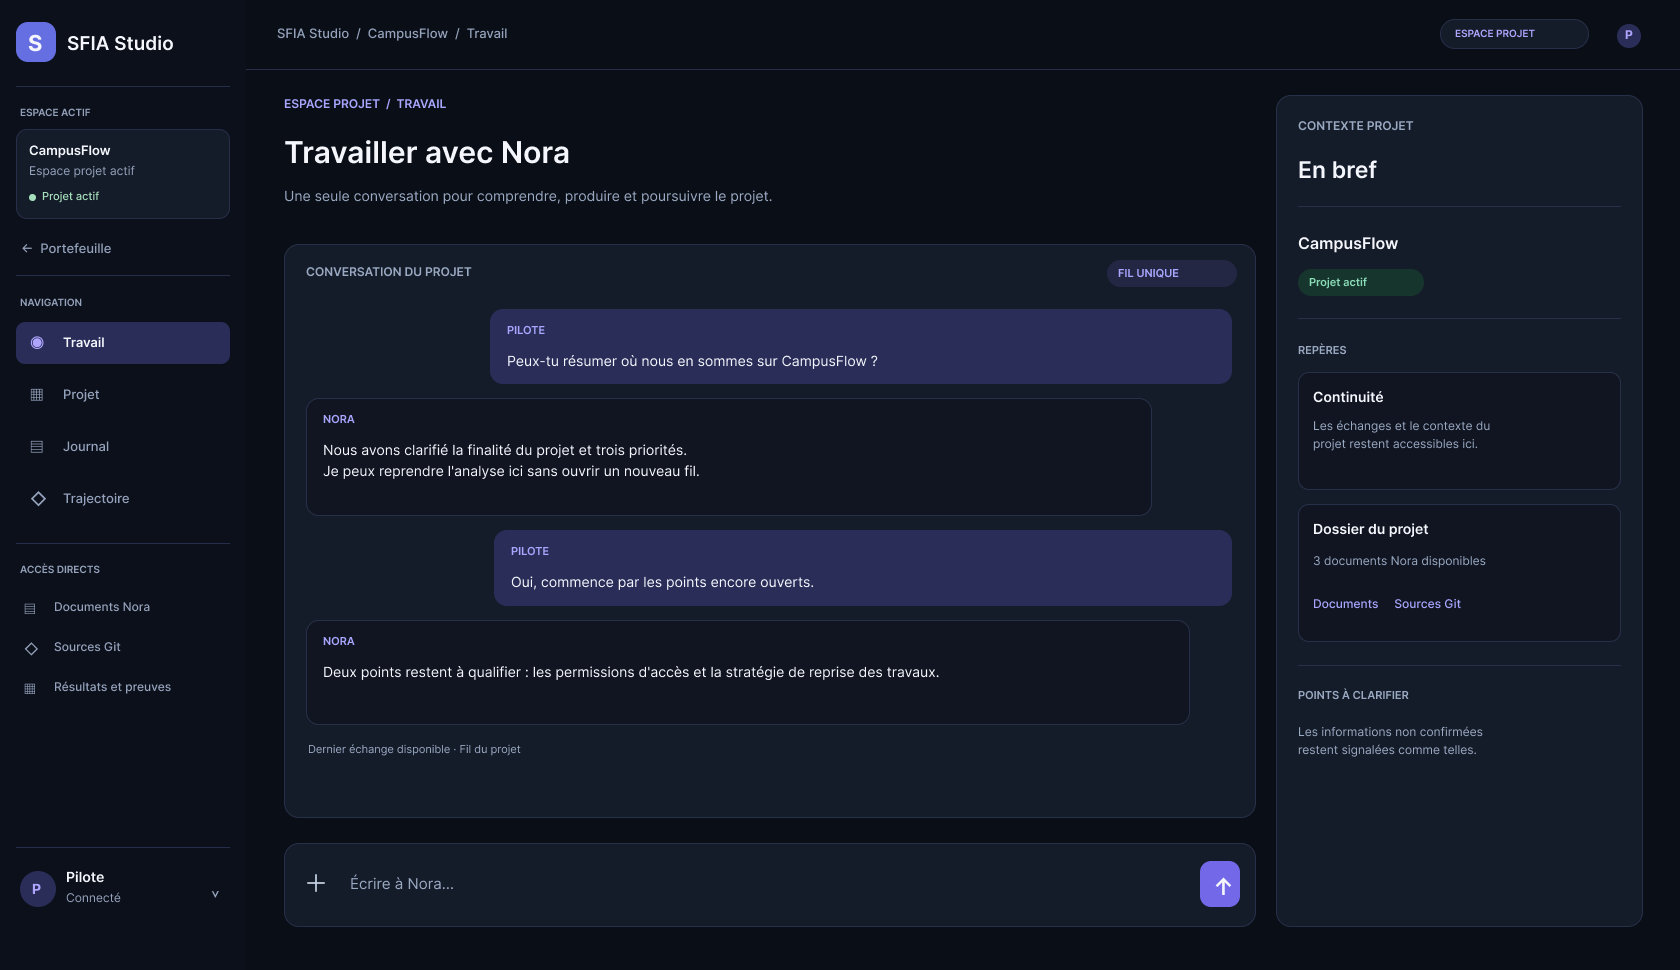 S
SFIA Studio
ESPACE ACTIF
CampusFlow
Espace projet actif
Projet actif
← Portefeuille
NAVIGATION
Travail
Projet
Journal
Trajectoire
ACCÈS DIRECTS
Documents Nora
Sources Git
Résultats et preuves
P
Pilote
Connecté
SFIA Studio / CampusFlow / Travail
ESPACE PROJET
P
ESPACE PROJET / TRAVAIL
Travailler avec Nora
Une seule conversation pour comprendre, produire et poursuivre le projet.
CONVERSATION DU PROJET
FIL UNIQUE
PILOTE
Peux-tu résumer où nous en sommes sur CampusFlow ?
NORA
Nous avons clarifié la finalité du projet et trois priorités.
Je peux reprendre l'analyse ici sans ouvrir un nouveau fil.
PILOTE
Oui, commence par les points encore ouverts.
NORA
Deux points restent à qualifier : les permissions d'accès et la stratégie de reprise des travaux.
Dernier échange disponible · Fil du projet
Écrire à Nora...
CONTEXTE PROJET
En bref
CampusFlow
Projet actif
REPÈRES
Continuité
Les échanges et le contexte du
projet restent accessibles ici.
Dossier du projet
3 documents Nora disponibles
Documents Sources Git
POINTS À CLARIFIER
Les informations non confirmées
restent signalées comme telles.